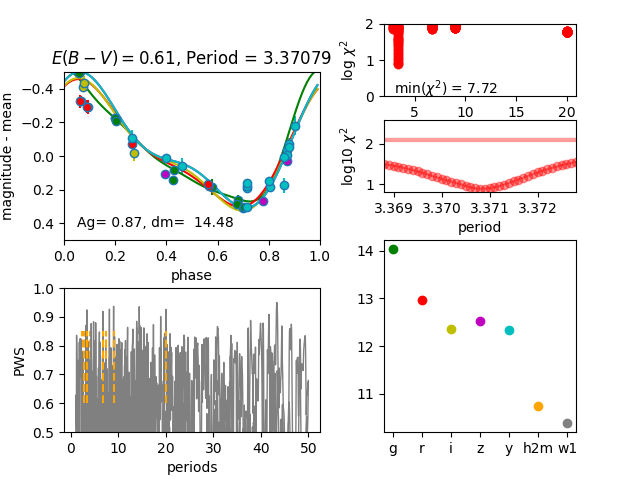 E(B − V) = 0.61, Period = 3.37079
magnitude - mean
−0.4
−0.2
0.0
0.2
0.4
Ag= 0.87, dm= 14.48
0.0 0.2 0.4 0.6 0.8 1.0
phase
log χ²
2
1
0
min(χ²) = 7.72
5 10 15 20
log10 χ²
2
1
3.369 3.370 3.371 3.372
period
PWS
1.0
0.9
0.8
0.7
0.6
0.5
0 10 20 30 40 50
periods
14
13
12
11
g r i z y h2m w1